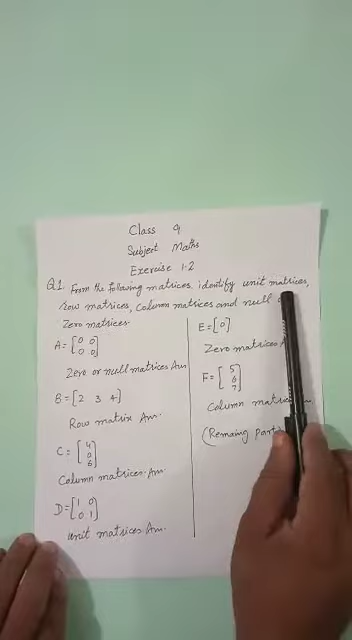 Class 9
Subject Maths
Exercise 1.2
Q1 From the following matrices, identify unit matrices,
Row matrices, Column matrices and null
Zero matrices.
A = [0 0
0 0]
Zero or null matrices Ans
B = [2 3 4]
Row matrix Ans.
C = [4
0
6]
Column matrices. Ans
D = [1 0
0 1]
Unit matrices Ans.
E = [0]
Zero matrices
F = [5
6
7]
Column
(Remaing